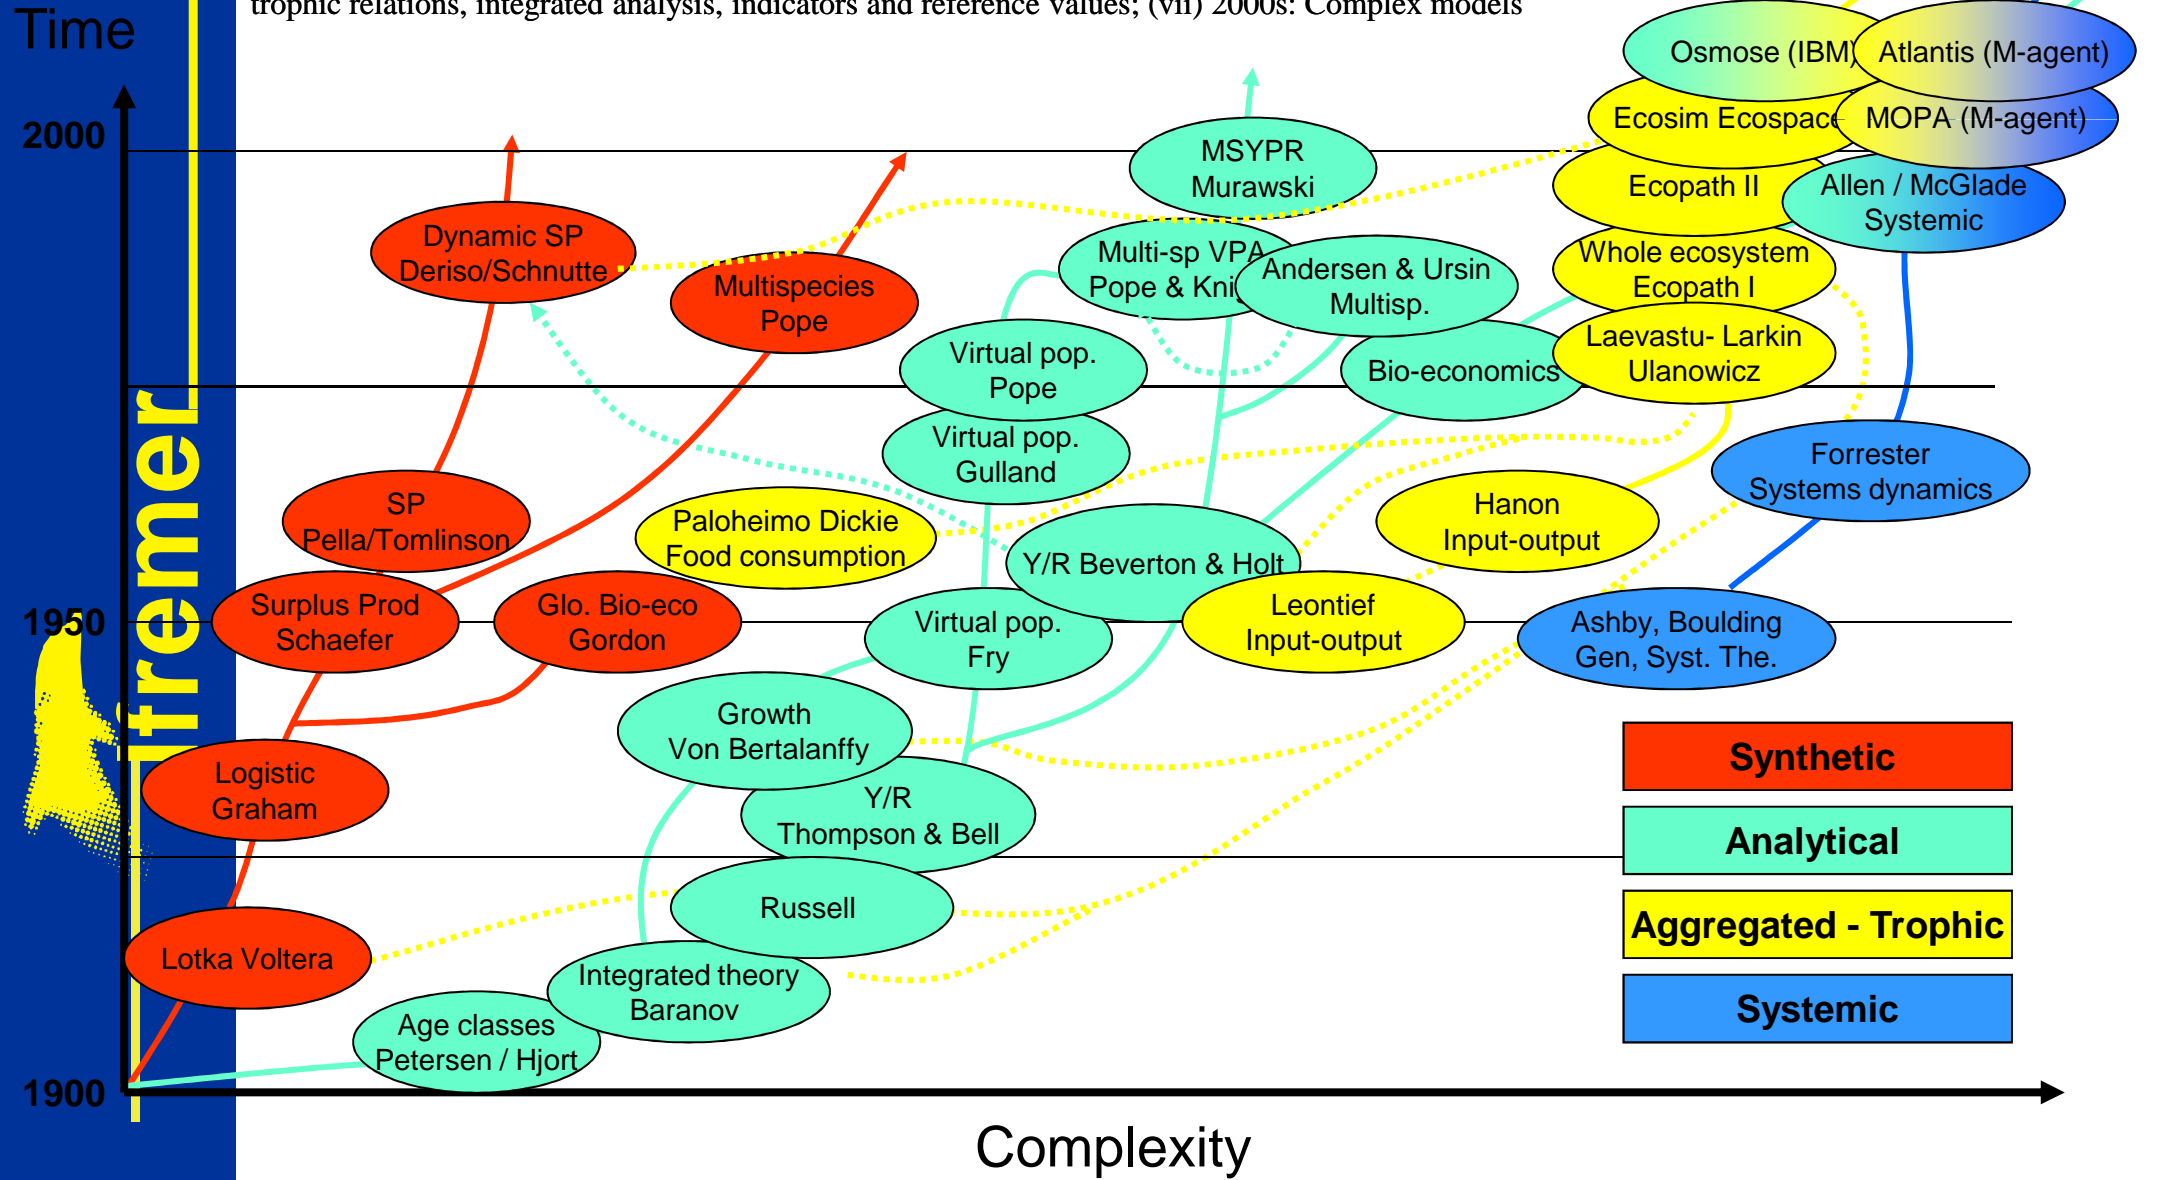 trophic relations, integrated analysis, indicators and reference values; (vii) 2000s: Complex models
Time
Osmose (IBM)
Atlantis (M-agent)
2000
Ecosim Ecospace
MOPA (M-agent)
MSYPR
Murawski
Ecopath II
Allen / McGlade
Systemic
Dynamic SP
Deriso/Schnutte
Multi-sp VPA
Pope & Kni
Andersen & Ursin
Multisp.
Whole ecosystem
Ecopath I
Multispecies
Pope
Virtual pop.
Pope
Bio-economics
Laevastu- Larkin
Ulanowicz
Virtual pop.
Gulland
Forrester
Systems dynamics
SP
Pella/Tomlinson
Paloheimo Dickie
Food consumption
Hanon
Input-output
Y/R Beverton & Holt
1950
Surplus Prod
Schaefer
Glo. Bio-eco
Gordon
Virtual pop.
Fry
Leontief
Input-output
Ashby, Boulding
Gen, Syst. The.
Ifremer
Growth
Von Bertalanffy
Logistic
Graham
Y/R
Thompson & Bell
Russell
Lotka Voltera
Integrated theory
Baranov
Age classes
Petersen / Hjort
Synthetic
Analytical
Aggregated - Trophic
Systemic
1900
Complexity